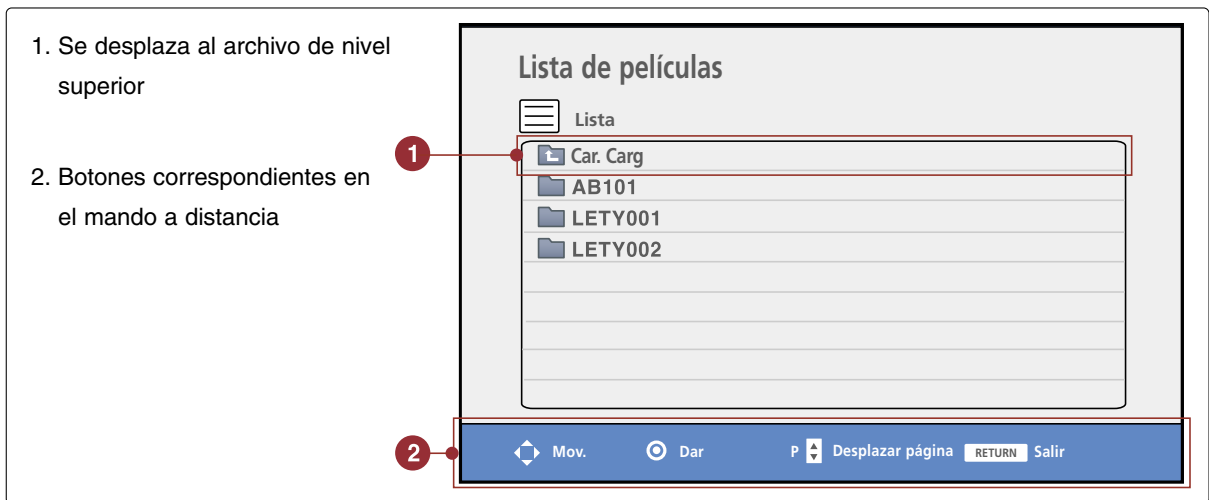 1. Se desplaza al archivo de nivel
superior
2. Botones correspondientes en
el mando a distancia
Lista de películas
Lista
1
Car. Carg
AB101
LETY001
LETY002
2
Mov. Dar P Desplazar página RETURN Salir